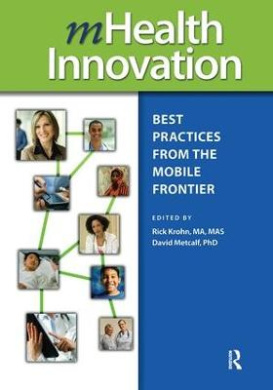 mHealth
Innovation
BEST
PRACTICES
FROM THE
MOBILE
FRONTIER
EDITED BY
Rick Krohn, MA, MAS
David Metcalf, PhD
R